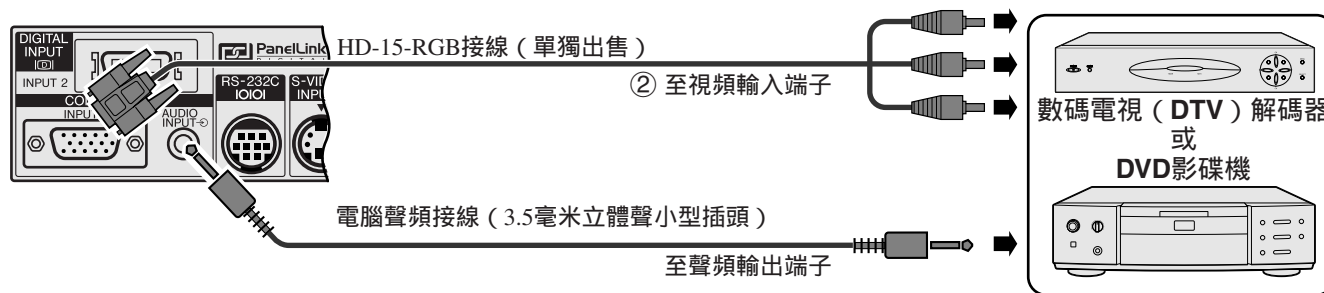 DIGITAL
INPUT
INPUT 2
PanelLink
D I G I T A L
HD-15-RGB接線（單獨出售）
② 至視頻輸入端子
RS-232C
IOIOI
S-VID
INPU
INPU
AUDIO
INPUT
數碼電視（DTV）解碼器
或
DVD影碟機
電腦聲頻接線（3.5毫米立體聲小型插頭）
至聲頻輸出端子